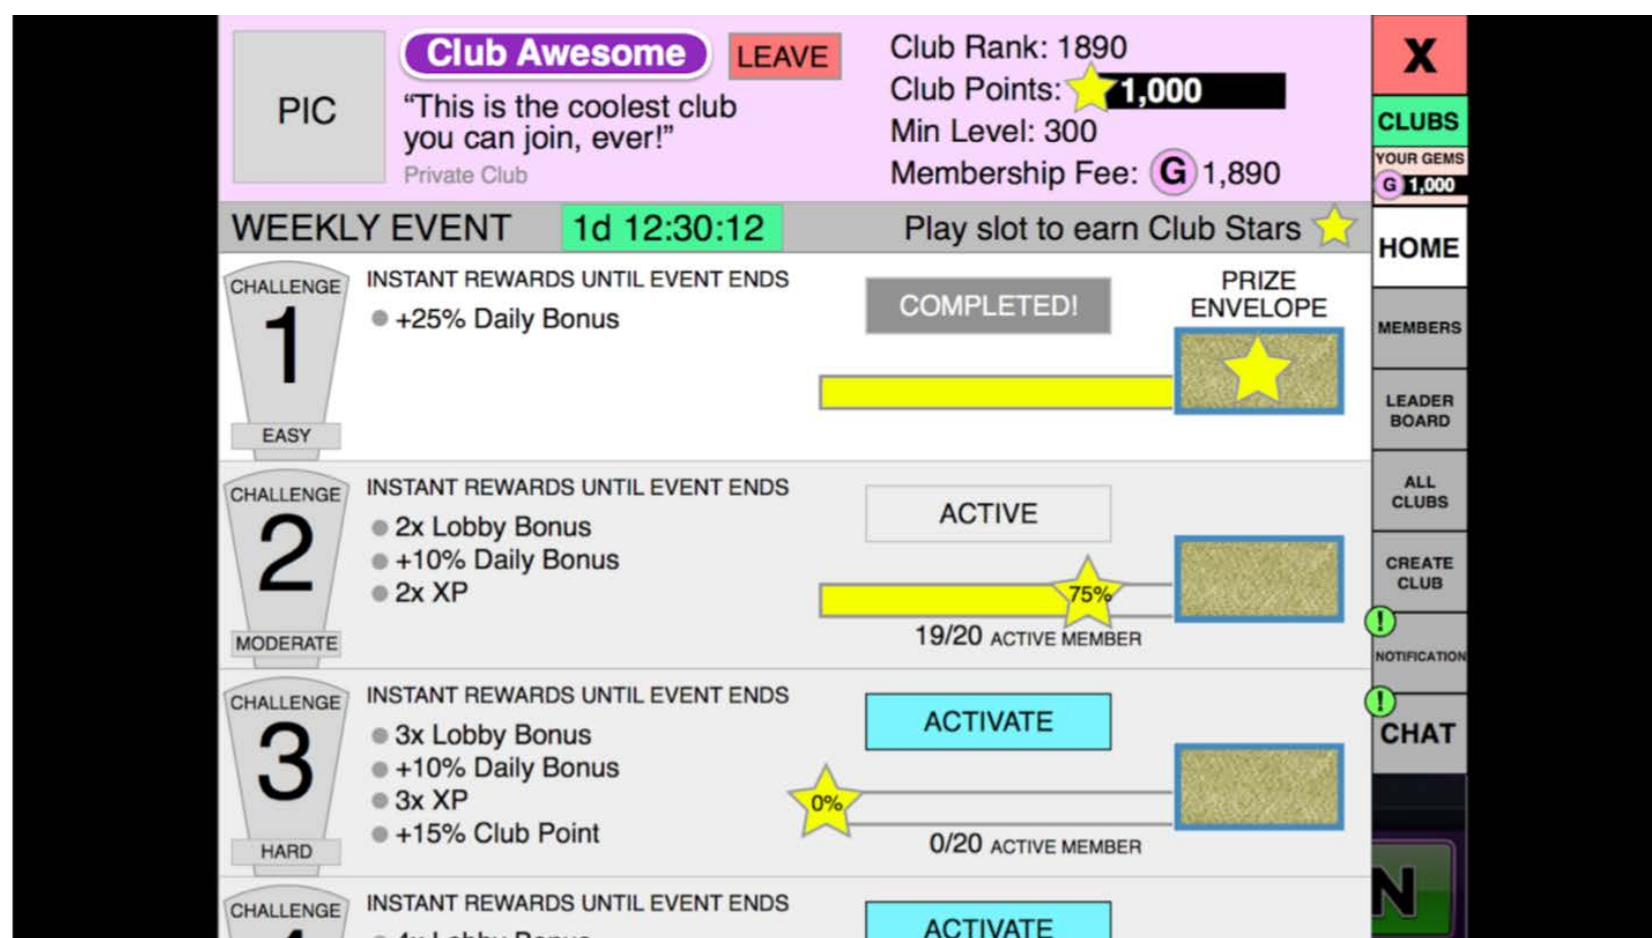 PIC
Club Awesome
LEAVE
“This is the coolest club
you can join, ever!”
Private Club
Club Rank: 1890
Club Points: 1,000
Min Level: 300
Membership Fee: G 1,890
X
CLUBS
YOUR GEMS
G 1,000
HOME
MEMBERS
LEADER
BOARD
ALL
CLUBS
CREATE
CLUB
!
NOTIFICATION
!
CHAT
N
WEEKLY EVENT 1d 12:30:12 Play slot to earn Club Stars
CHALLENGE
1
EASY
INSTANT REWARDS UNTIL EVENT ENDS
+25% Daily Bonus
COMPLETED!
PRIZE
ENVELOPE
CHALLENGE
2
MODERATE
INSTANT REWARDS UNTIL EVENT ENDS
2x Lobby Bonus
+10% Daily Bonus
2x XP
ACTIVE
75%
19/20 ACTIVE MEMBER
CHALLENGE
3
HARD
INSTANT REWARDS UNTIL EVENT ENDS
3x Lobby Bonus
+10% Daily Bonus
3x XP
+15% Club Point
ACTIVATE
0%
0/20 ACTIVE MEMBER
CHALLENGE
INSTANT REWARDS UNTIL EVENT ENDS
ACTIVATE